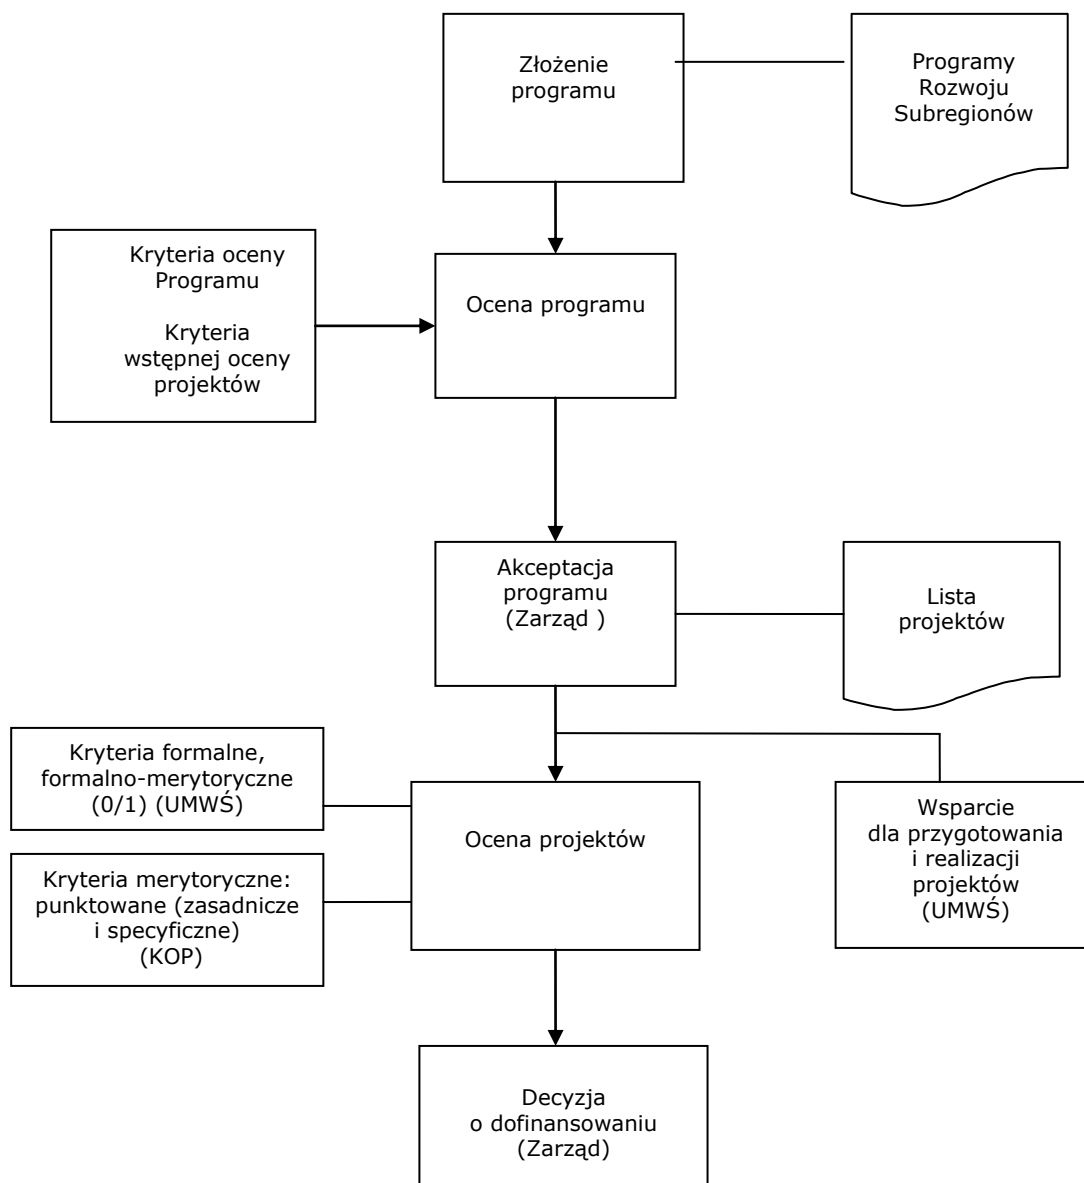 Złożenie
programu
Programy
Rozwoju
Subregionów
Kryteria oceny
Programu
Kryteria
wstępnej oceny
projektów
Ocena programu
Akceptacja
programu
(Zarząd )
Lista
projektów
Kryteria formalne,
formalno-merytoryczne
(0/1) (UMWŚ)
Ocena projektów
Wsparcie
dla przygotowania
i realizacji
projektów
(UMWŚ)
Kryteria merytoryczne:
punktowane (zasadnicze
i specyficzne)
(KOP)
Decyzja
o dofinansowaniu
(Zarząd)